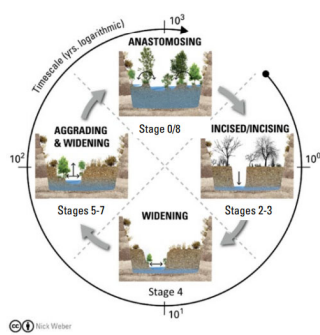 Timescale (yrs. logarithmic)
10³
ANASTOMOSING
Stage 0/8
AGGRADING
& WIDENING
INCISED/INCISING
10²
10⁰
Stages 5-7
Stages 2-3
WIDENING
Stage 4
10¹
cc Nick Weber